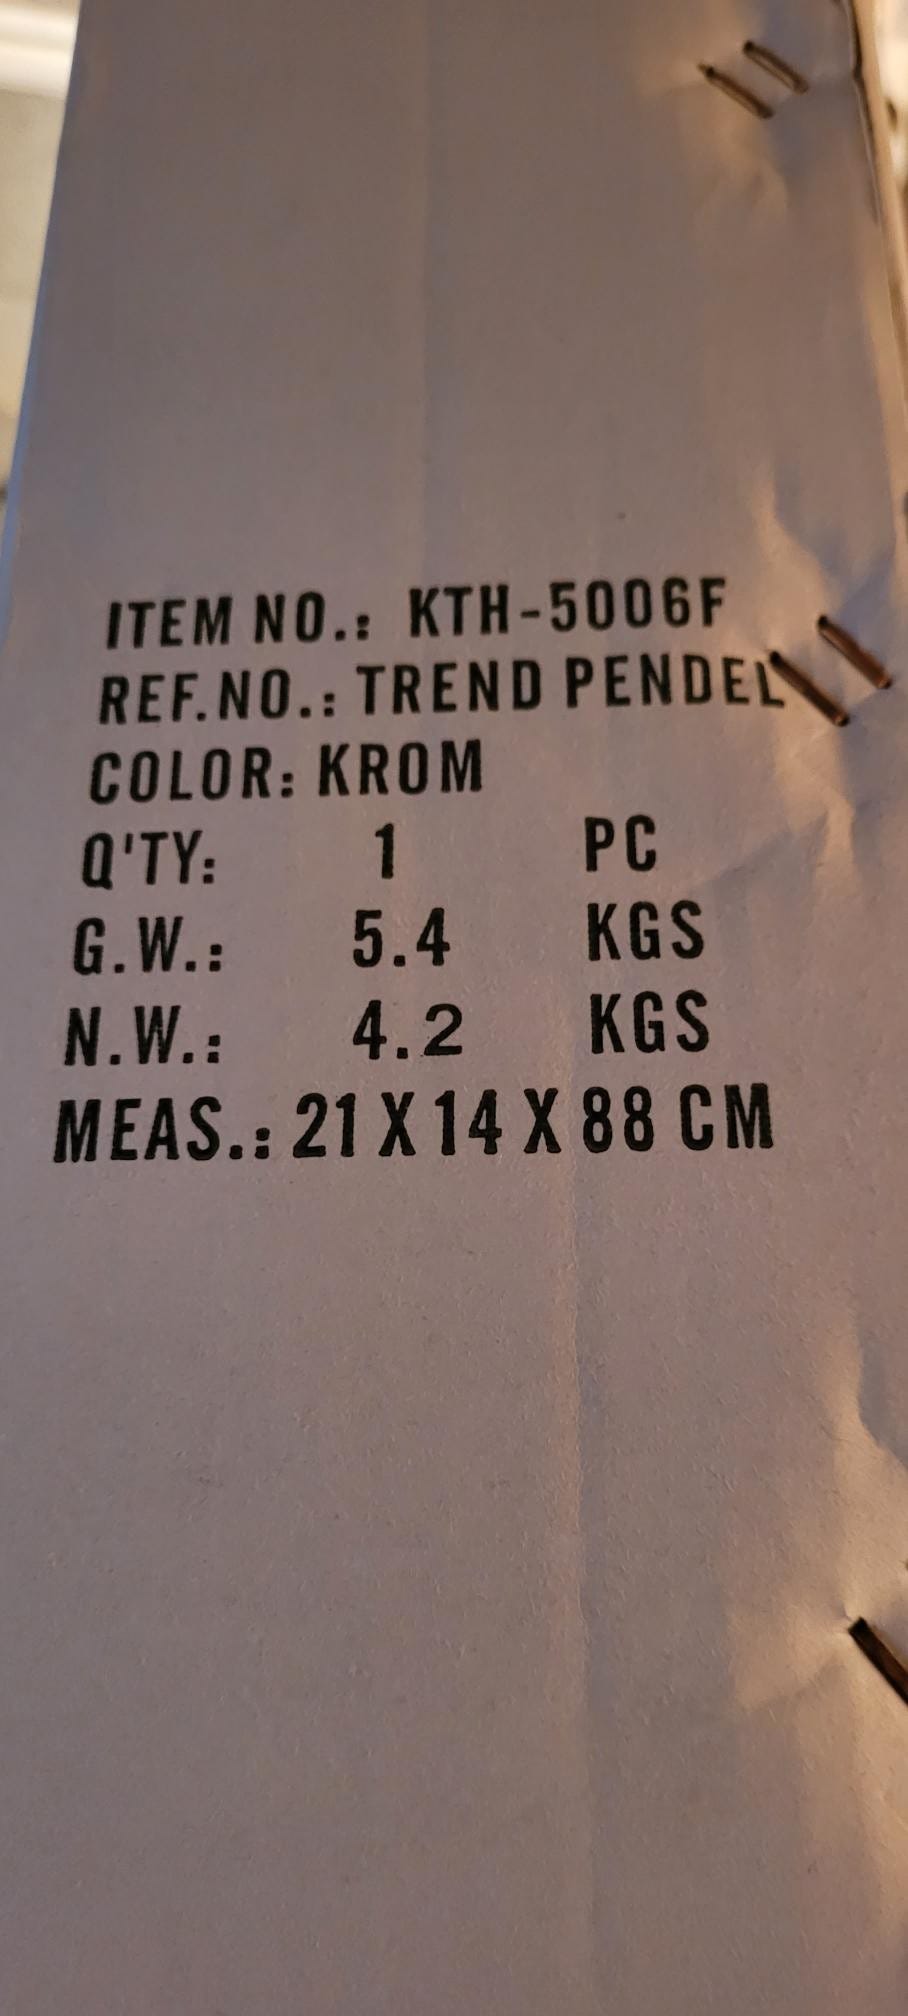 ITEM NO.: KTH-5006F
REF.NO.: TREND PENDEL
COLOR: KROM
Q'TY: 1 PC
G.W.: 5.4 KGS
N.W.: 4.2 KGS
MEAS.: 21 X 14 X 88 CM